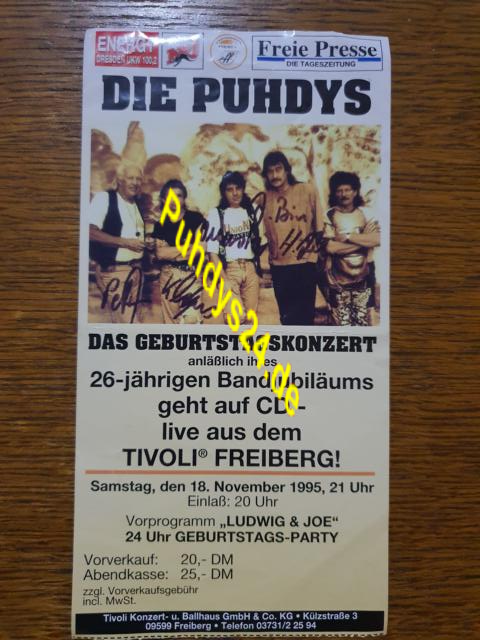 ENERGY
DRESDEN UKW 100,2
NRJ
Freie Presse
DIE TAGESZEITUNG
DIE PUHDYS
Puhdys24.de
DAS GEBURTSTAGSKONZERT
anläßlich ihres
26-jährigen Bandjubiläums
geht auf CD -
live aus dem
TIVOLI® FREIBERG!
Samstag, den 18. November 1995, 21 Uhr
Einlaß: 20 Uhr
Vorprogramm „LUDWIG & JOE“
24 Uhr GEBURTSTAGS-PARTY
Vorverkauf: 20,- DM
Abendkasse: 25,- DM
zzgl. Vorverkaufsgebühr
incl. MwSt.
Tivoli Konzert- u. Ballhaus GmbH & Co. KG • Külzstraße 3
09599 Freiberg • Telefon 03731/2 25 94